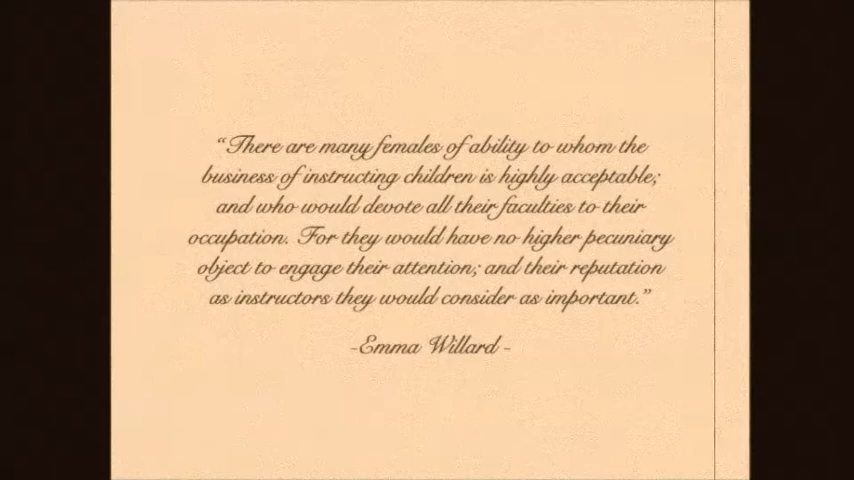 “There are many females of ability to whom the
business of instructing children is highly acceptable;
and who would devote all their faculties to their
occupation. For they would have no higher pecuniary
object to engage their attention; and their reputation
as instructors they would consider as important.”
-Emma Willard -